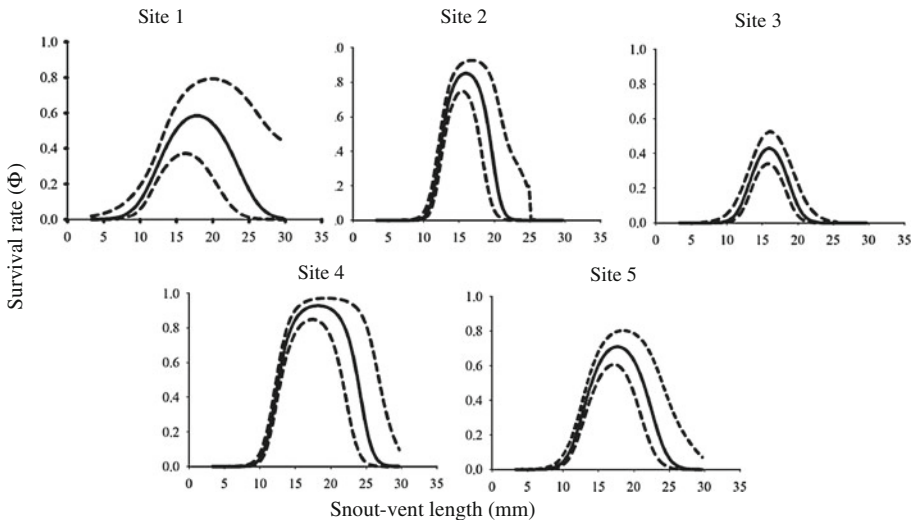 Site 1 Site 2 Site 3
1.0 .0 1.0
0.8 .8 0.8
0.6 .6 0.6
0.4 .4 0.4
0.2 .2 0.2
0.0 .0 0.0
0 5 10 15 20 25 30 35 0 5 10 15 20 25 30 35 0 5 10 15 20 25 30 35
Survival rate (Φ)
Site 4 Site 5
1.0 1.0
0.8 0.8
0.6 0.6
0.4 0.4
0.2 0.2
0.0 0.0
0 5 10 15 20 25 30 35 0 5 10 15 20 25 30 35
Snout-vent length (mm)